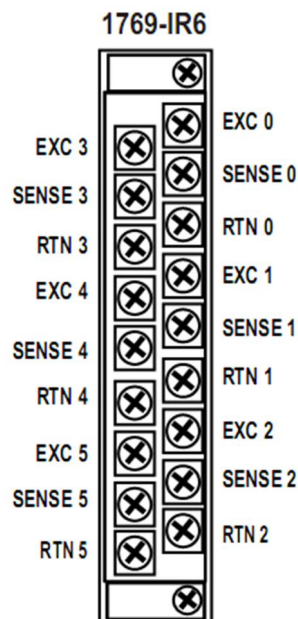 1769-IR6
EXC 0
EXC 3
SENSE 0
SENSE 3
RTN 0
RTN 3
EXC 1
EXC 4
SENSE 1
SENSE 4
RTN 1
RTN 4
EXC 2
EXC 5
SENSE 2
SENSE 5
RTN 2
RTN 5